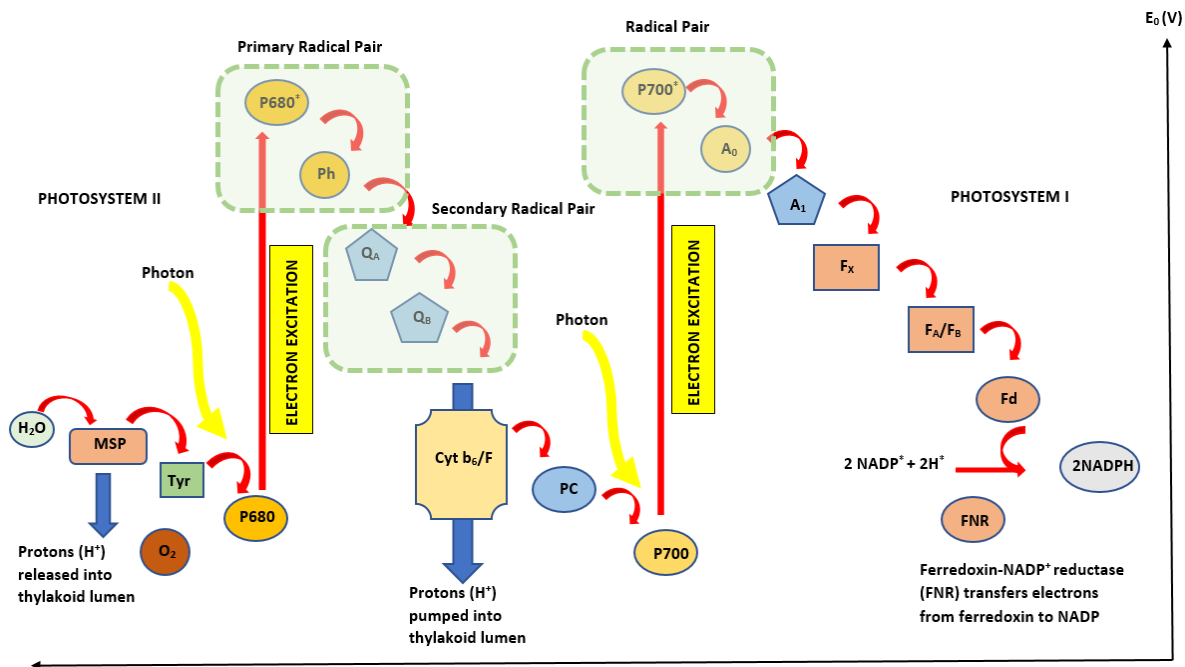 E₀ (V)
Primary Radical Pair
Radical Pair
P680*
Ph
P700*
A₀
PHOTOSYSTEM II
Secondary Radical Pair
A₁
PHOTOSYSTEM I
Q_A
Q_B
Photon
ELECTRON EXCITATION
Photon
ELECTRON EXCITATION
F_X
F_A/F_B
Fd
H₂O
MSP
Tyr
P680
O₂
Cyt b₆/F
PC
P700
2 NADP* + 2H*
2NADPH
FNR
Protons (H⁺)
released into
thylakoid lumen
Protons (H⁺)
pumped into
thylakoid lumen
Ferredoxin-NADP⁺ reductase
(FNR) transfers electrons
from ferredoxin to NADP